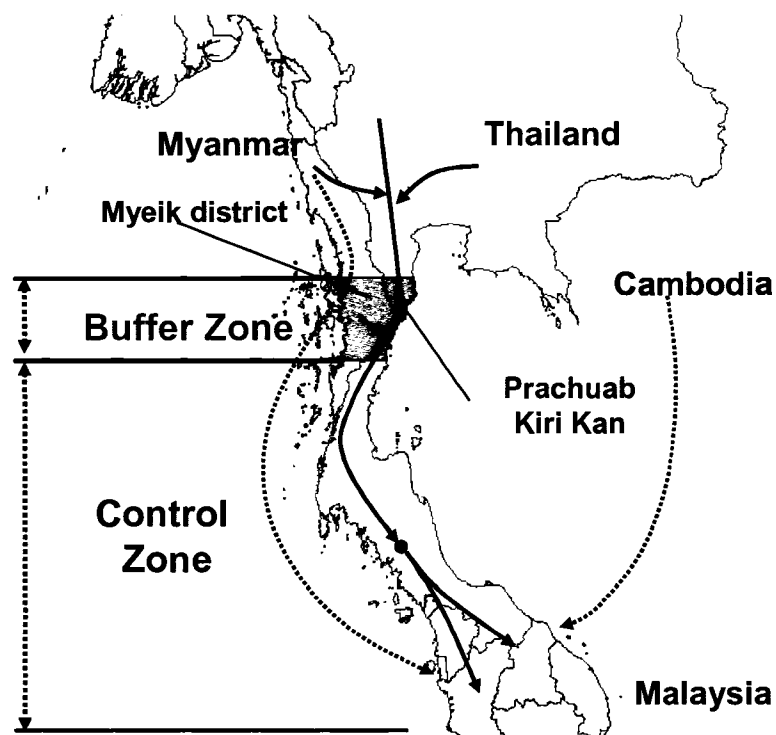 Myanmar
Thailand
Myeik district
Cambodia
Buffer Zone
Prachuab
Kiri Kan
Control
Zone
Malaysia